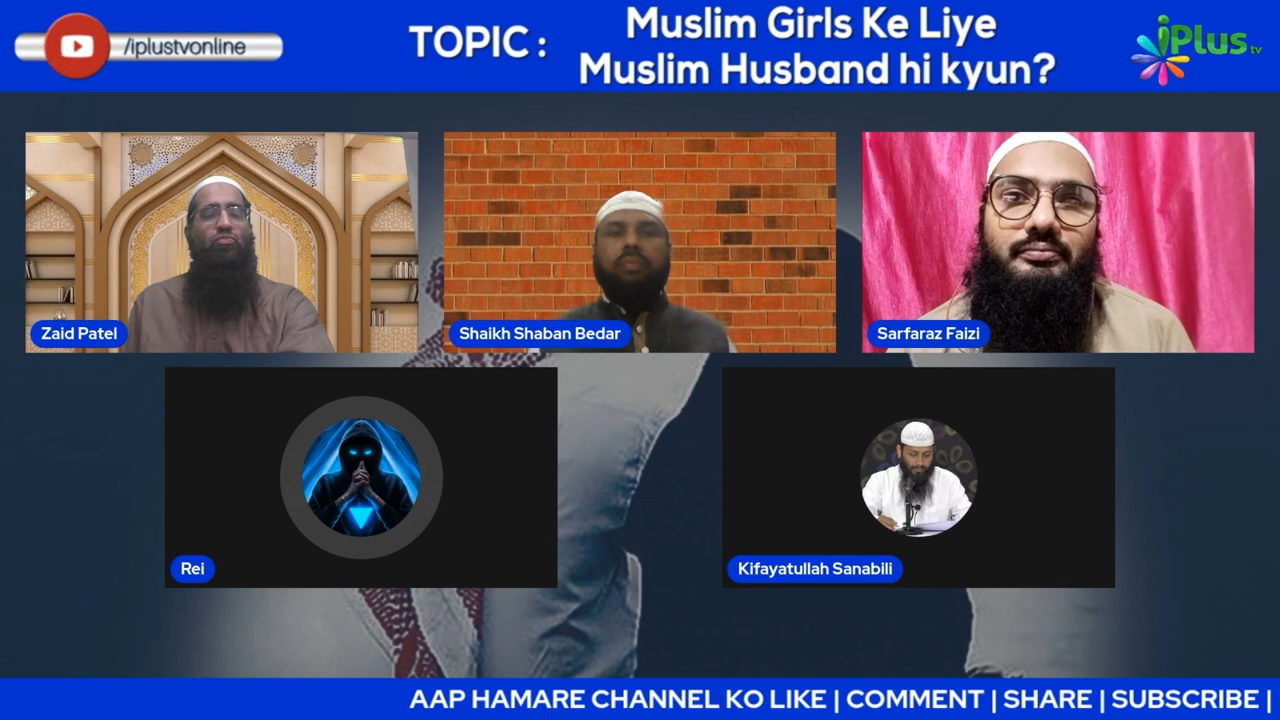 /iplustvonline
TOPIC :
Muslim Girls Ke Liye
Muslim Husband hi kyun?
iPlus tv
Zaid Patel
Shaikh Shaban Bedar
Sarfaraz Faizi
Rei
Kifayatullah Sanabili
AAP HAMARE CHANNEL KO LIKE | COMMENT | SHARE | SUBSCRIBE |